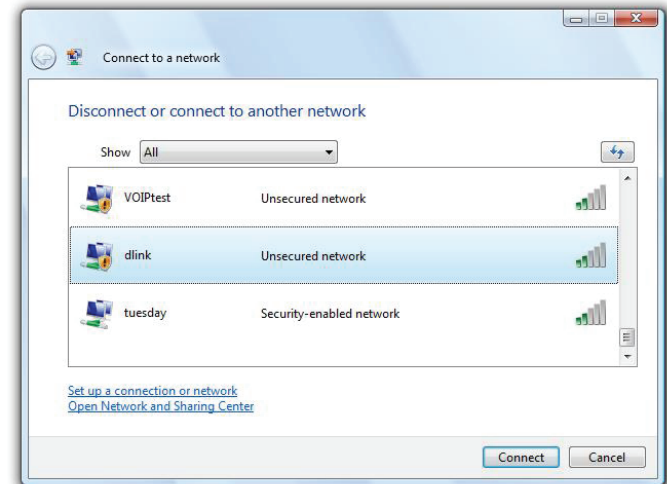 Connect to a network
Disconnect or connect to another network
Show All
VOIPtest Unsecured network
dlink Unsecured network
tuesday Security-enabled network
Set up a connection or network
Open Network and Sharing Center
Connect Cancel